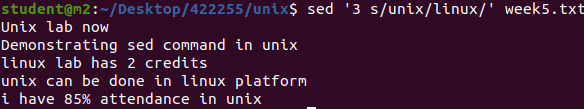 student@m2:~/Desktop/422255/unix$ sed '3 s/unix/linux/' week5.txt
Unix lab now
Demonstrating sed command in unix
linux lab has 2 credits
unix can be done in linux platform
i have 85% attendance in unix